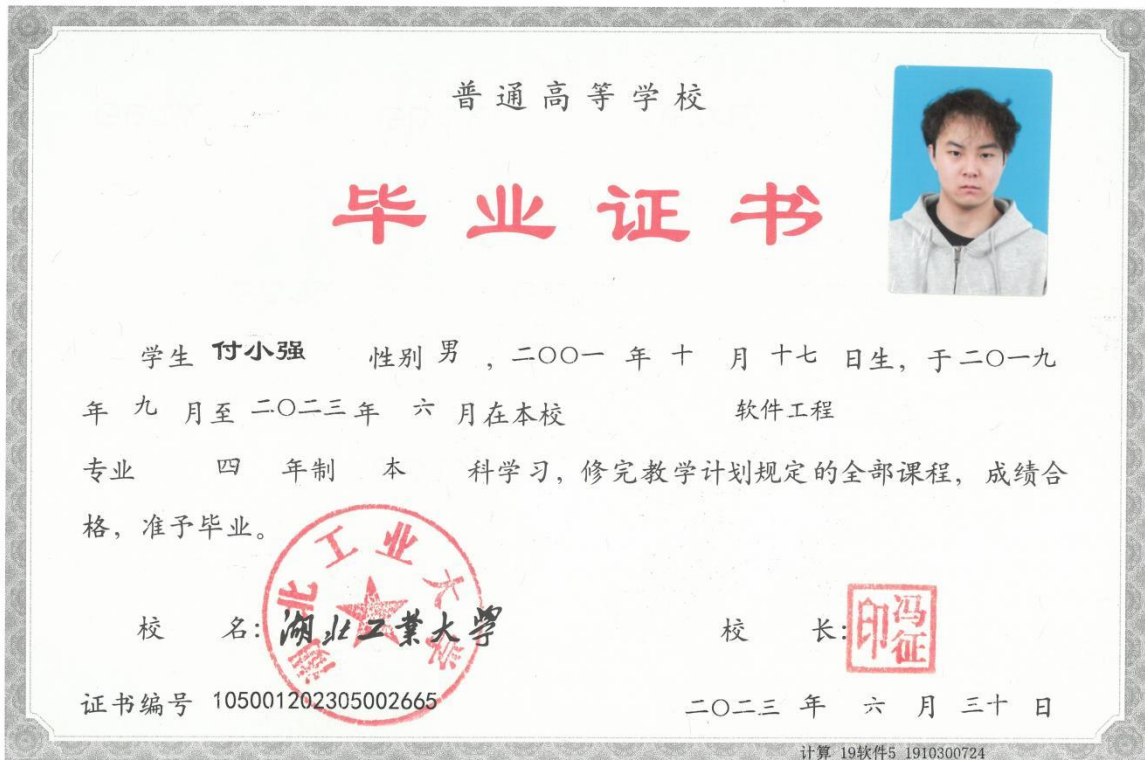 普通高等学校
毕业证书
学生 付小强 性别 男 ，二〇〇一 年 十 月 十七 日生，于二〇一九
年 九 月至 二〇二三 年 六 月在本校 软件工程
专业 四 年制 本 科学习，修完教学计划规定的全部课程，成绩合
格，准予毕业。
湖北工业大学
校 名：湖北工業大學
校 长：冯征印
证书编号 105001202305002665
二〇二三 年 六 月 三十 日
计算 19软件5 1910300724